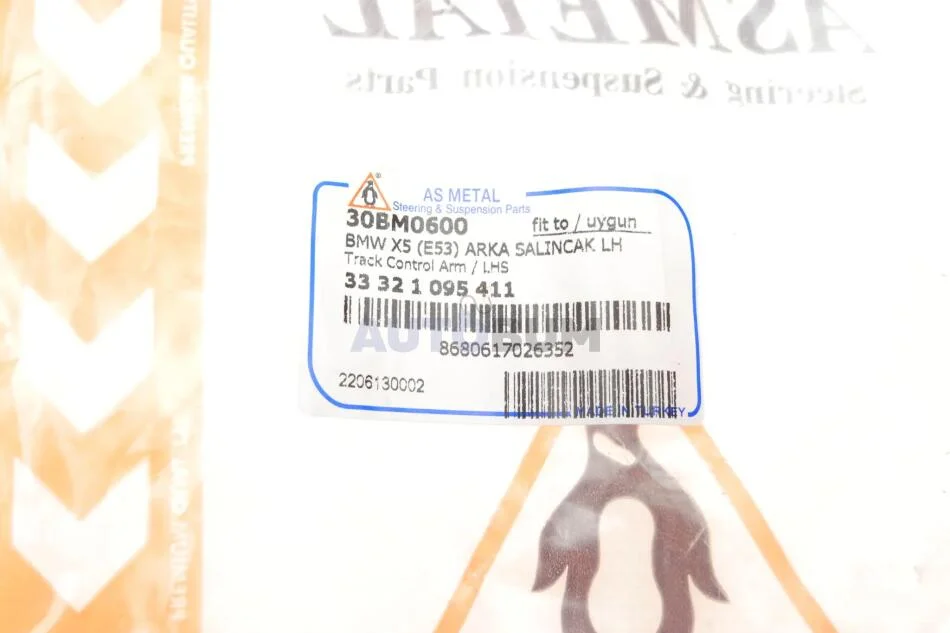 ASMETAL
Steering & Suspension Parts
®
AS METAL
Steering & Suspension Parts
30BM0600 fit to / uygun
BMW X5 (E53) ARKA SALINCAK LH
Track Control Arm / LHS
33 32 1 095 411
AUTOBUM
8680617026352
2206130002
MADE IN TURKEY